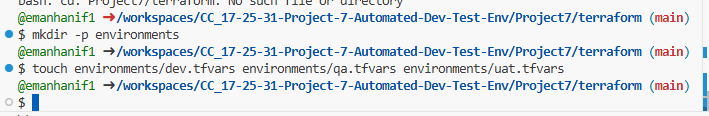 bash: cd: Project7/terraform: No such file or directory
@emanhanif1 ➜/workspaces/CC_17-25-31-Project-7-Automated-Dev-Test-Env/Project7/terraform (main)
$ mkdir -p environments
@emanhanif1 ➜/workspaces/CC_17-25-31-Project-7-Automated-Dev-Test-Env/Project7/terraform (main)
$ touch environments/dev.tfvars environments/qa.tfvars environments/uat.tfvars
@emanhanif1 ➜/workspaces/CC_17-25-31-Project-7-Automated-Dev-Test-Env/Project7/terraform (main)
$